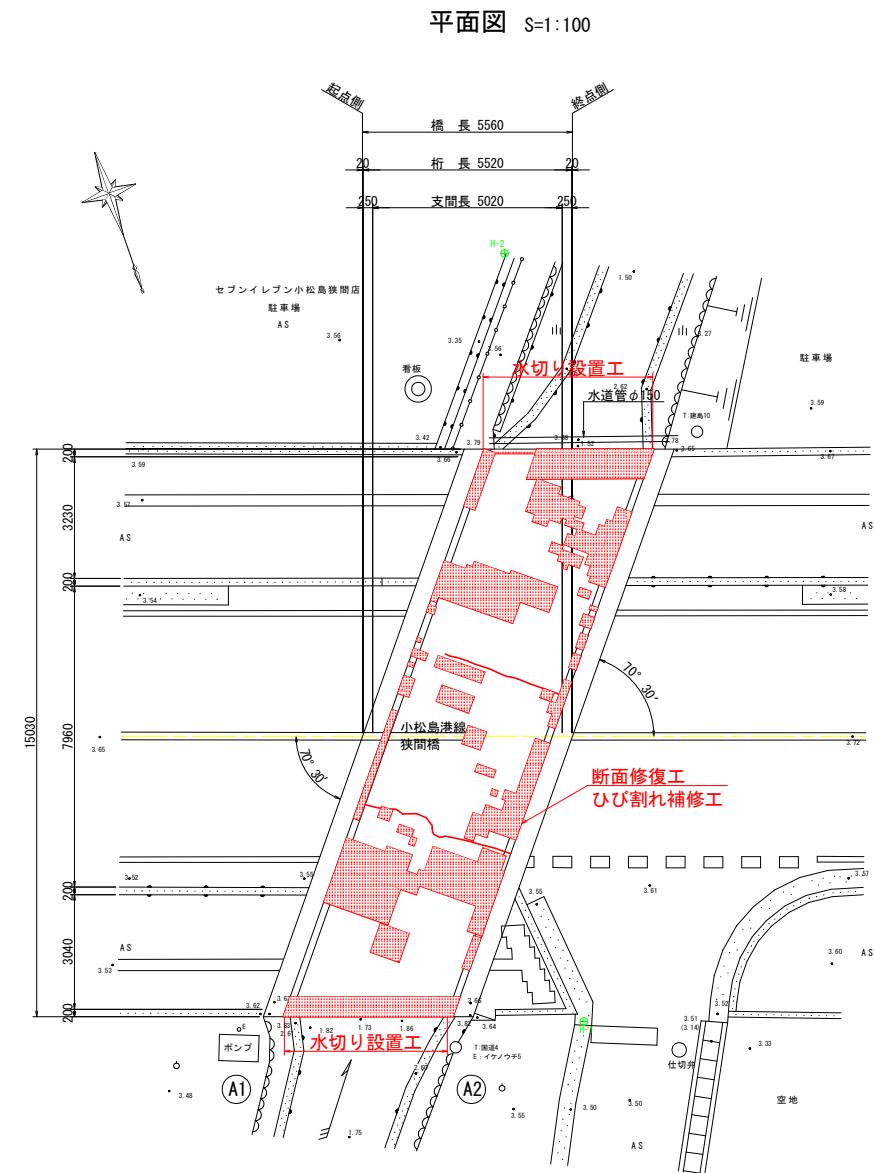 平面図 S=1:100
起点側
終点側
橋 長 5560
20 桁 長 5520 20
250 支間長 5020 250
H-2
1.50
セブンイレブン小松島狭間店
駐車場
AS
3.56
3.35
3.56
3.27
看板
水切り設置工
2.62
水道管φ150
駐車場
3.59
T:建島10
3.42
3.79
1.52
3.65
3.66
3.67
3.59
200
3.57
3230
AS
AS
200
3.54
3.58
70° 30′
15030
7960
小松島港線
狭間橋
3.65
3.72
70° 30′
断面修復工
ひび割れ補修工
3.52
3.55
3.57
3.61
200
3.55
AS
3040
3.53
3.60
AS
3.62
3.66
3.52
200
E
1.82
1.73
1.86
3.82
3.64
3.51
(3.14)
ポンプ
水切り設置工
T:国道4
E:イケノウチ5
3.33
仕切弁
2.60
A1
A2
3.48
3.55
3.50
3.50
空地
1.75
AS